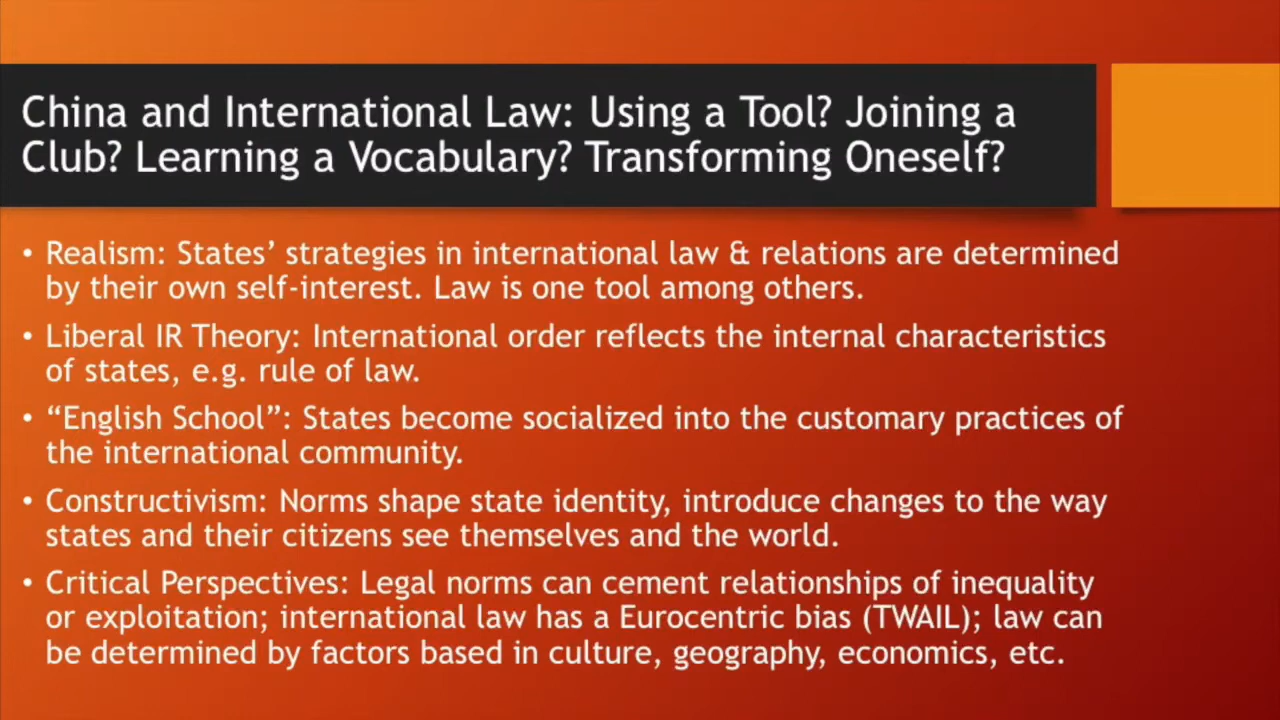 China and International Law: Using a Tool? Joining a
Club? Learning a Vocabulary? Transforming Oneself?
• Realism: States’ strategies in international law & relations are determined
by their own self-interest. Law is one tool among others.
• Liberal IR Theory: International order reflects the internal characteristics
of states, e.g. rule of law.
• “English School”: States become socialized into the customary practices of
the international community.
• Constructivism: Norms shape state identity, introduce changes to the way
states and their citizens see themselves and the world.
• Critical Perspectives: Legal norms can cement relationships of inequality
or exploitation; international law has a Eurocentric bias (TWAIL); law can
be determined by factors based in culture, geography, economics, etc.